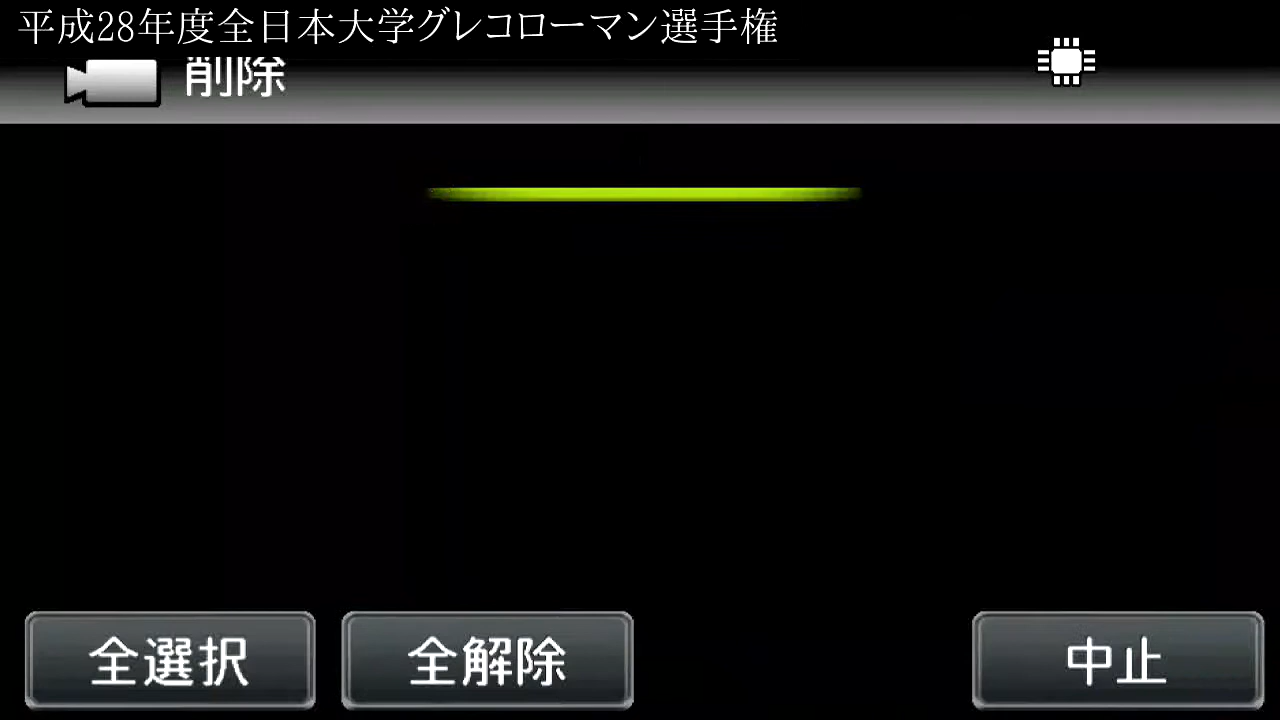 平成28年度全日本大学グレコローマン選手権
削除
全選択
全解除
中止